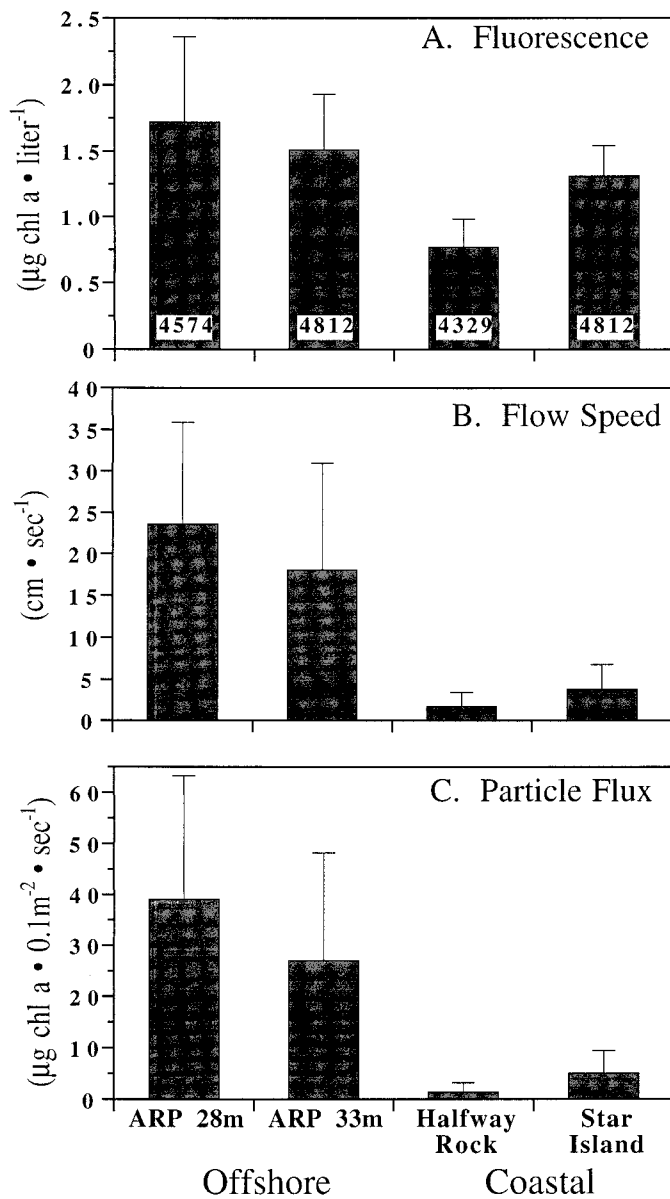 A. Fluorescence
(µg chl a • liter⁻¹)
2.5
2.0
1.5
1.0
0.5
0
4574
4812
4329
4812
B. Flow Speed
(cm • sec⁻¹)
40
35
30
25
20
15
10
5
0
C. Particle Flux
(µg chl a • 0.1m⁻² • sec⁻¹)
60
50
40
30
20
10
0
ARP 28m
ARP 33m
Halfway
Rock
Star
Island
Offshore
Coastal